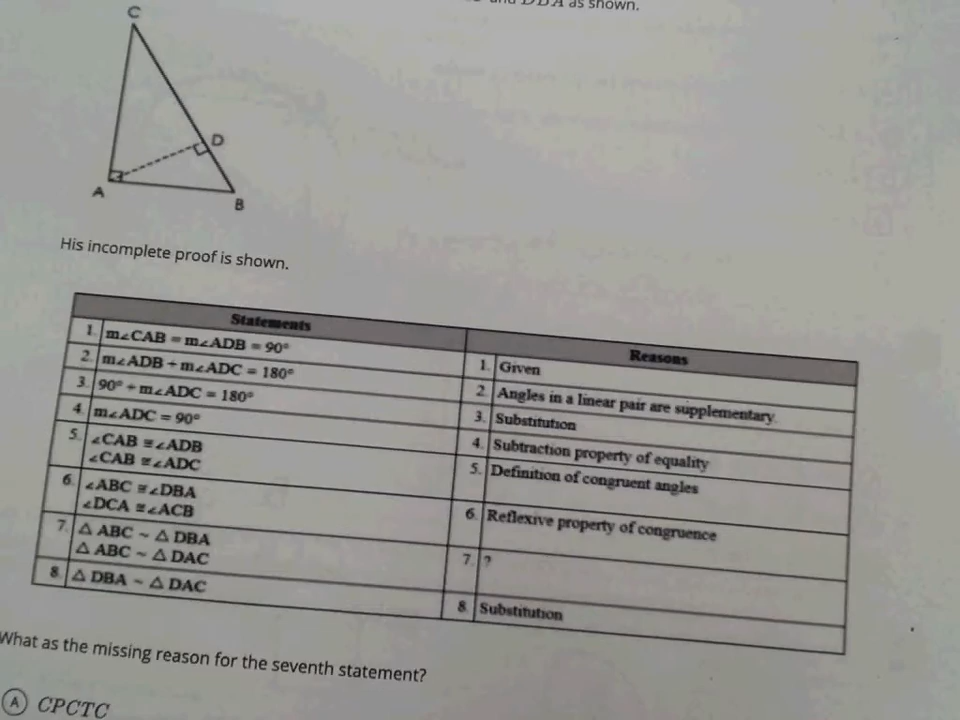 DBA as shown.
C
D
A
B
His incomplete proof is shown.
Statements
Reasons
1. m∠CAB = m∠ADB = 90°
1. Given
2. m∠ADB + m∠ADC = 180°
2. Angles in a linear pair are supplementary.
3. 90° + m∠ADC = 180°
3. Substitution
4. m∠ADC = 90°
4. Subtraction property of equality
5. ∠CAB ≅ ∠ADB
∠CAB ≅ ∠ADC
5. Definition of congruent angles
6. ∠ABC ≅ ∠DBA
∠DCA ≅ ∠ACB
6. Reflexive property of congruence
7. △ ABC ~ △ DBA
△ ABC ~ △ DAC
7. ?
8. △ DBA ~ △ DAC
8. Substitution
What as the missing reason for the seventh statement?
A CPCTC